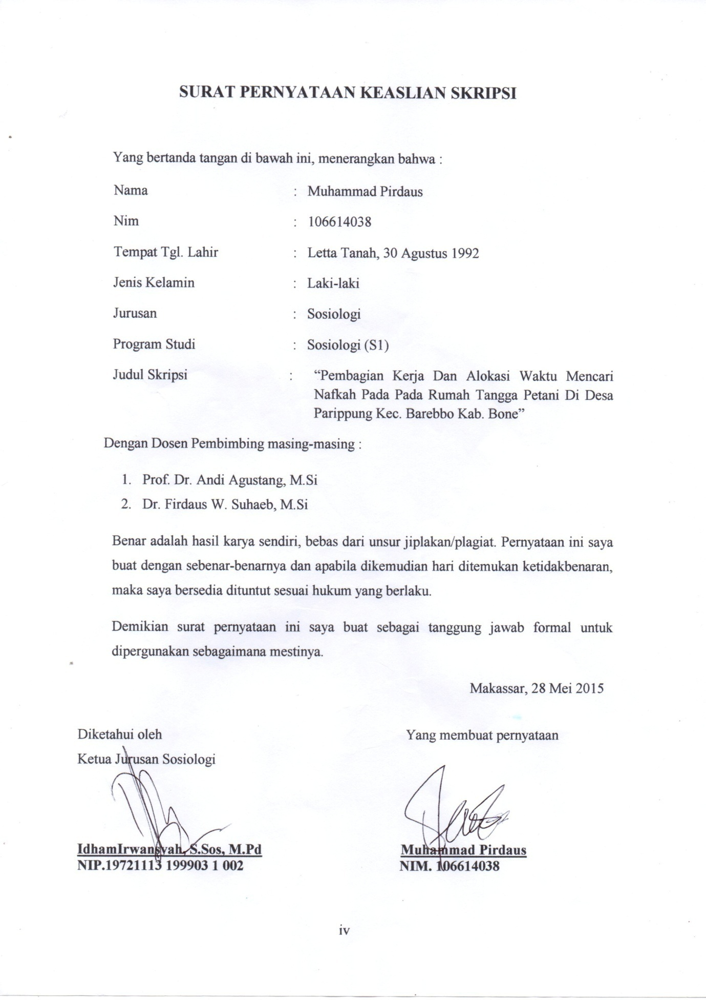 SURAT PERNYATAAN KEASLIAN SKRIPSI
Yang bertanda tangan di bawah ini, menerangkan bahwa :
Nama : Muhammad Pirdaus
Nim : 106614038
Tempat Tgl. Lahir : Letta Tanah, 30 Agustus 1992
Jenis Kelamin : Laki-laki
Jurusan : Sosiologi
Program Studi : Sosiologi (S1)
Judul Skripsi : “Pembagian Kerja Dan Alokasi Waktu Mencari
Nafkah Pada Pada Rumah Tangga Petani Di Desa
Parippung Kec. Barebbo Kab. Bone”
Dengan Dosen Pembimbing masing-masing :
1. Prof. Dr. Andi Agustang, M.Si
2. Dr. Firdaus W. Suhaeb, M.Si
Benar adalah hasil karya sendiri, bebas dari unsur jiplakan/plagiat. Pernyataan ini saya
buat dengan sebenar-benarnya dan apabila dikemudian hari ditemukan ketidakbenaran,
maka saya bersedia dituntut sesuai hukum yang berlaku.
Demikian surat pernyataan ini saya buat sebagai tanggung jawab formal untuk
dipergunakan sebagaimana mestinya.
Makassar, 28 Mei 2015
Diketahui oleh Yang membuat pernyataan
Ketua Jurusan Sosiologi
IdhamIrwansyah, S.Sos, M.Pd Muhammad Pirdaus
NIP.19721113 199903 1 002 NIM. 106614038
iv